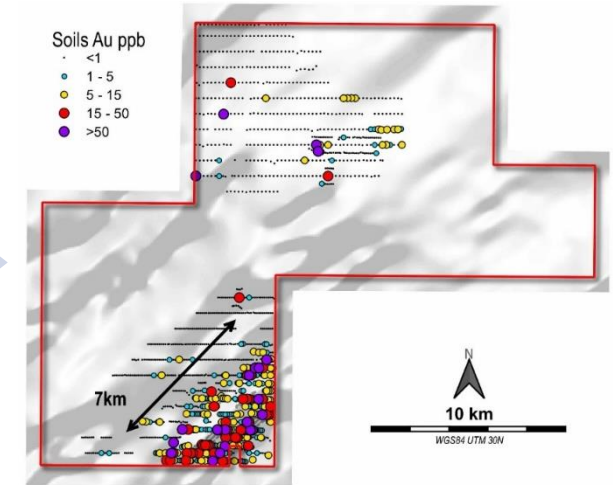 Soils Au ppb
<1
1 - 5
5 - 15
15 - 50
>50
7km
N
10 km
WGS84 UTM 30N